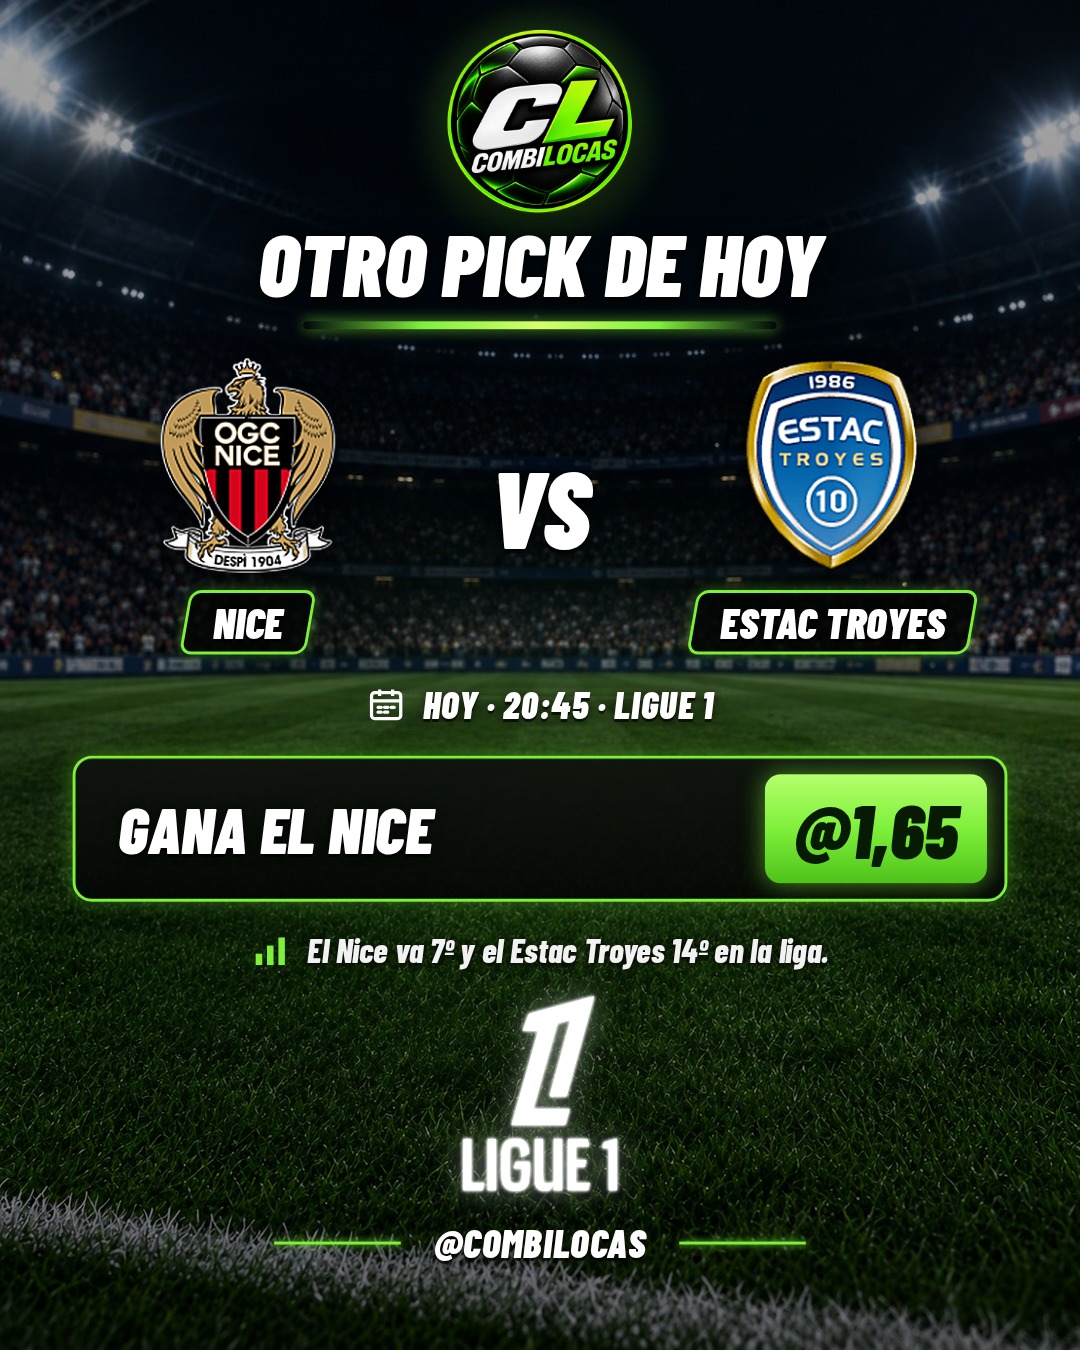 CL
COMBILOCAS
OTRO PICK DE HOY
OGC
NICE
DESPÍ 1904
1986
ESTAC
TROYES
10
VS
NICE
ESTAC TROYES
HOY · 20:45 · LIGUE 1
GANA EL NICE
@1,65
El Nice va 7º y el Estac Troyes 14º en la liga.
LIGUE 1
@COMBILOCAS